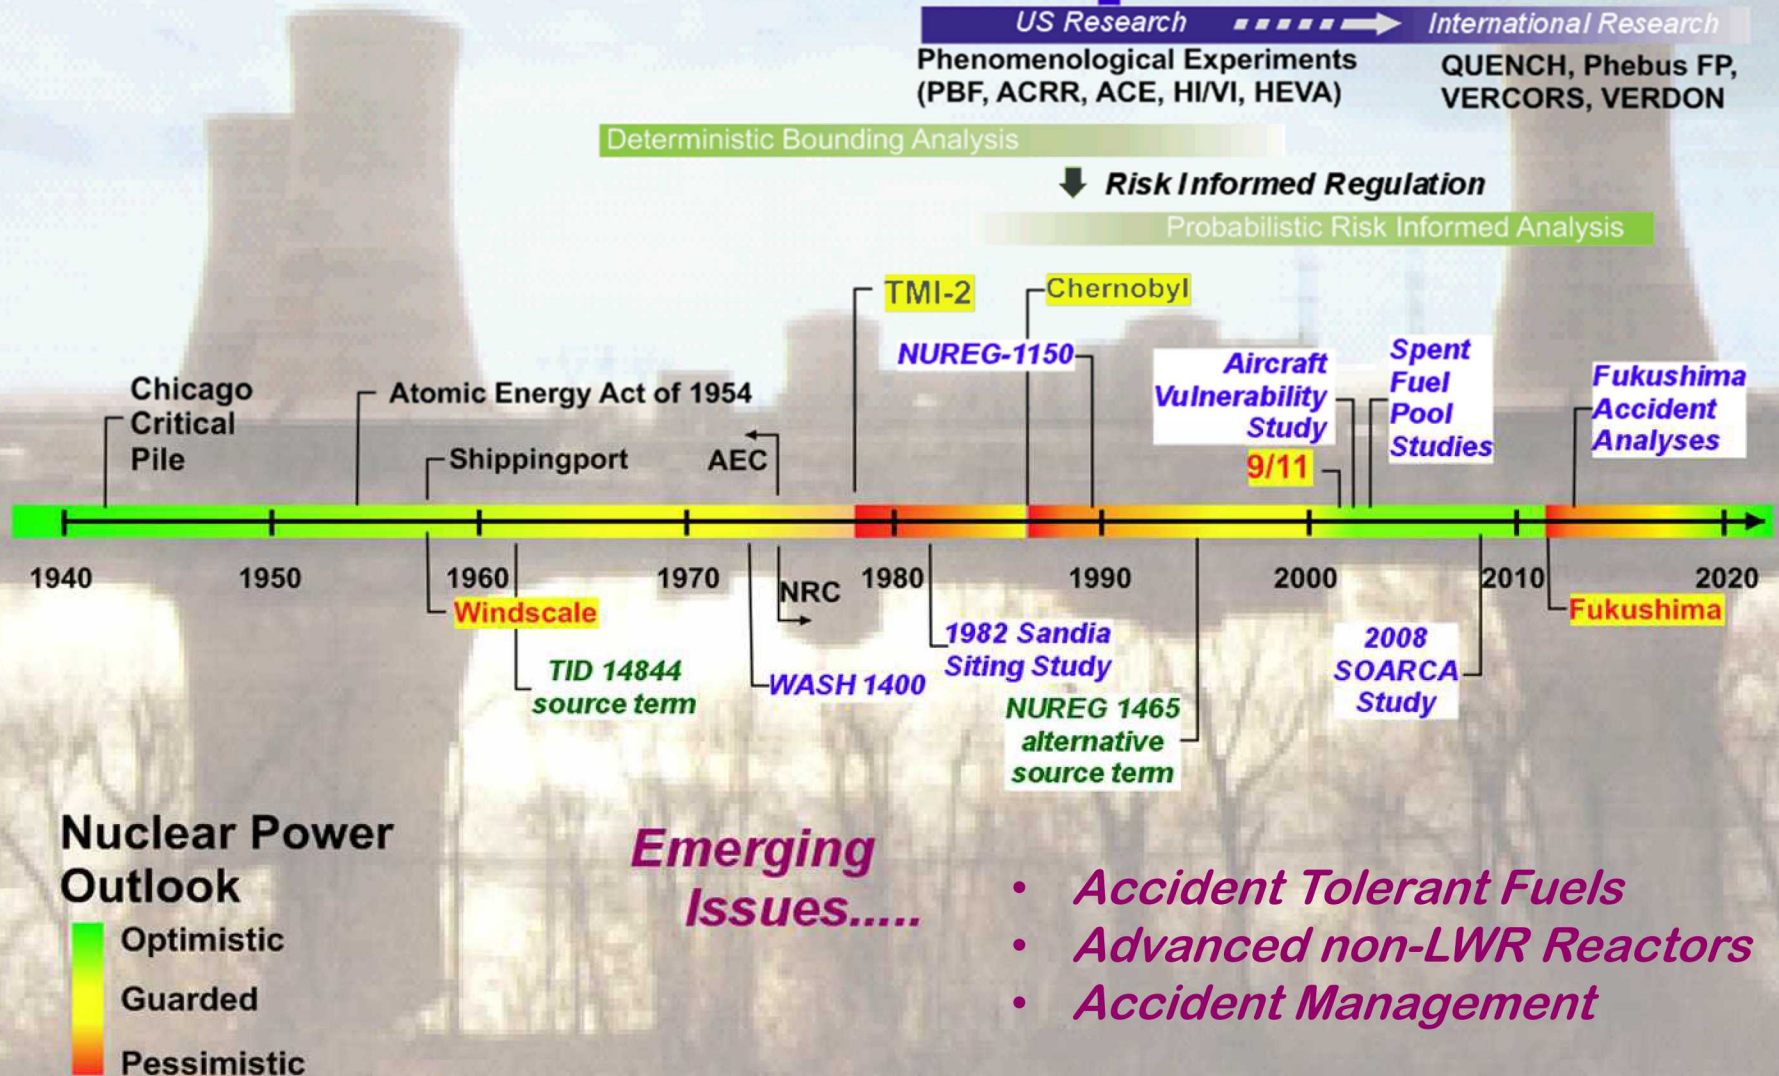 US Research
International Research
Phenomenological Experiments
(PBF, ACRR, ACE, HI/VI, HEVA)
QUENCH, Phebus FP,
VERCORS, VERDON
Deterministic Bounding Analysis
Risk Informed Regulation
Probabilistic Risk Informed Analysis
TMI-2
Chernobyl
NUREG-1150
Aircraft
Vulnerability
Study
9/11
Spent
Fuel
Pool
Studies
Fukushima
Accident
Analyses
Chicago
Critical
Pile
Atomic Energy Act of 1954
Shippingport
AEC
1940
1950
1960
1970
1980
1990
2000
2010
2020
NRC
Windscale
Fukushima
TID 14844
source term
WASH 1400
1982 Sandia
Siting Study
NUREG 1465
alternative
source term
2008
SOARCA
Study
Nuclear Power
Outlook
Optimistic
Guarded
Pessimistic
Emerging
Issues.....
• Accident Tolerant Fuels
• Advanced non-LWR Reactors
• Accident Management